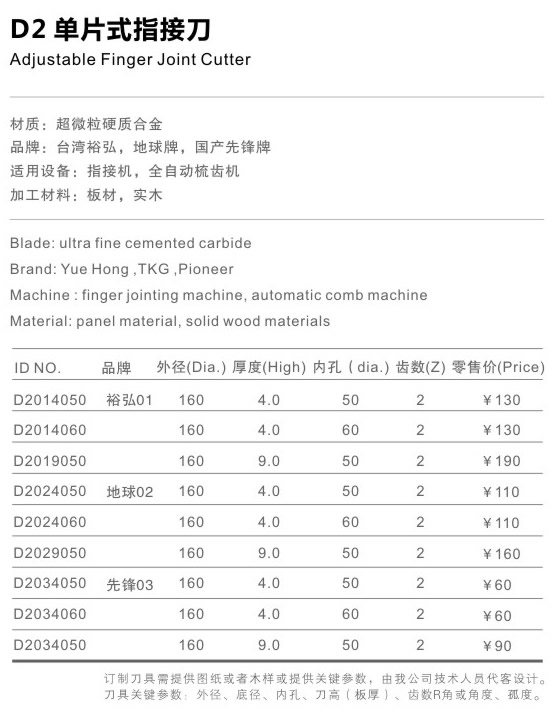 D2 单片式指接刀
Adjustable Finger Joint Cutter
材质：超微粒硬质合金
品牌：台湾裕弘，地球牌，国产先锋牌
适用设备：指接机，全自动梳齿机
加工材料：板材，实木
Blade: ultra fine cemented carbide
Brand: Yue Hong ,TKG ,Pioneer
Machine : finger jointing machine, automatic comb machine
Material: panel material, solid wood materials
ID NO. 品牌 外径(Dia.) 厚度(High) 内孔（dia.) 齿数(Z) 零售价(Price)
D2014050 裕弘01 160 4.0 50 2 ￥130
D2014060 160 4.0 60 2 ￥130
D2019050 160 9.0 50 2 ￥190
D2024050 地球02 160 4.0 50 2 ￥110
D2024060 160 4.0 60 2 ￥110
D2029050 160 9.0 50 2 ￥160
D2034050 先锋03 160 4.0 50 2 ￥60
D2034060 160 4.0 60 2 ￥60
D2034050 160 9.0 50 2 ￥90
订制刀具需提供图纸或者木样或提供关键参数，由我公司技术人员代客设计。
刀具关键参数：外径、底径、内孔、刀高（板厚）、齿数R角或角度、孤度。